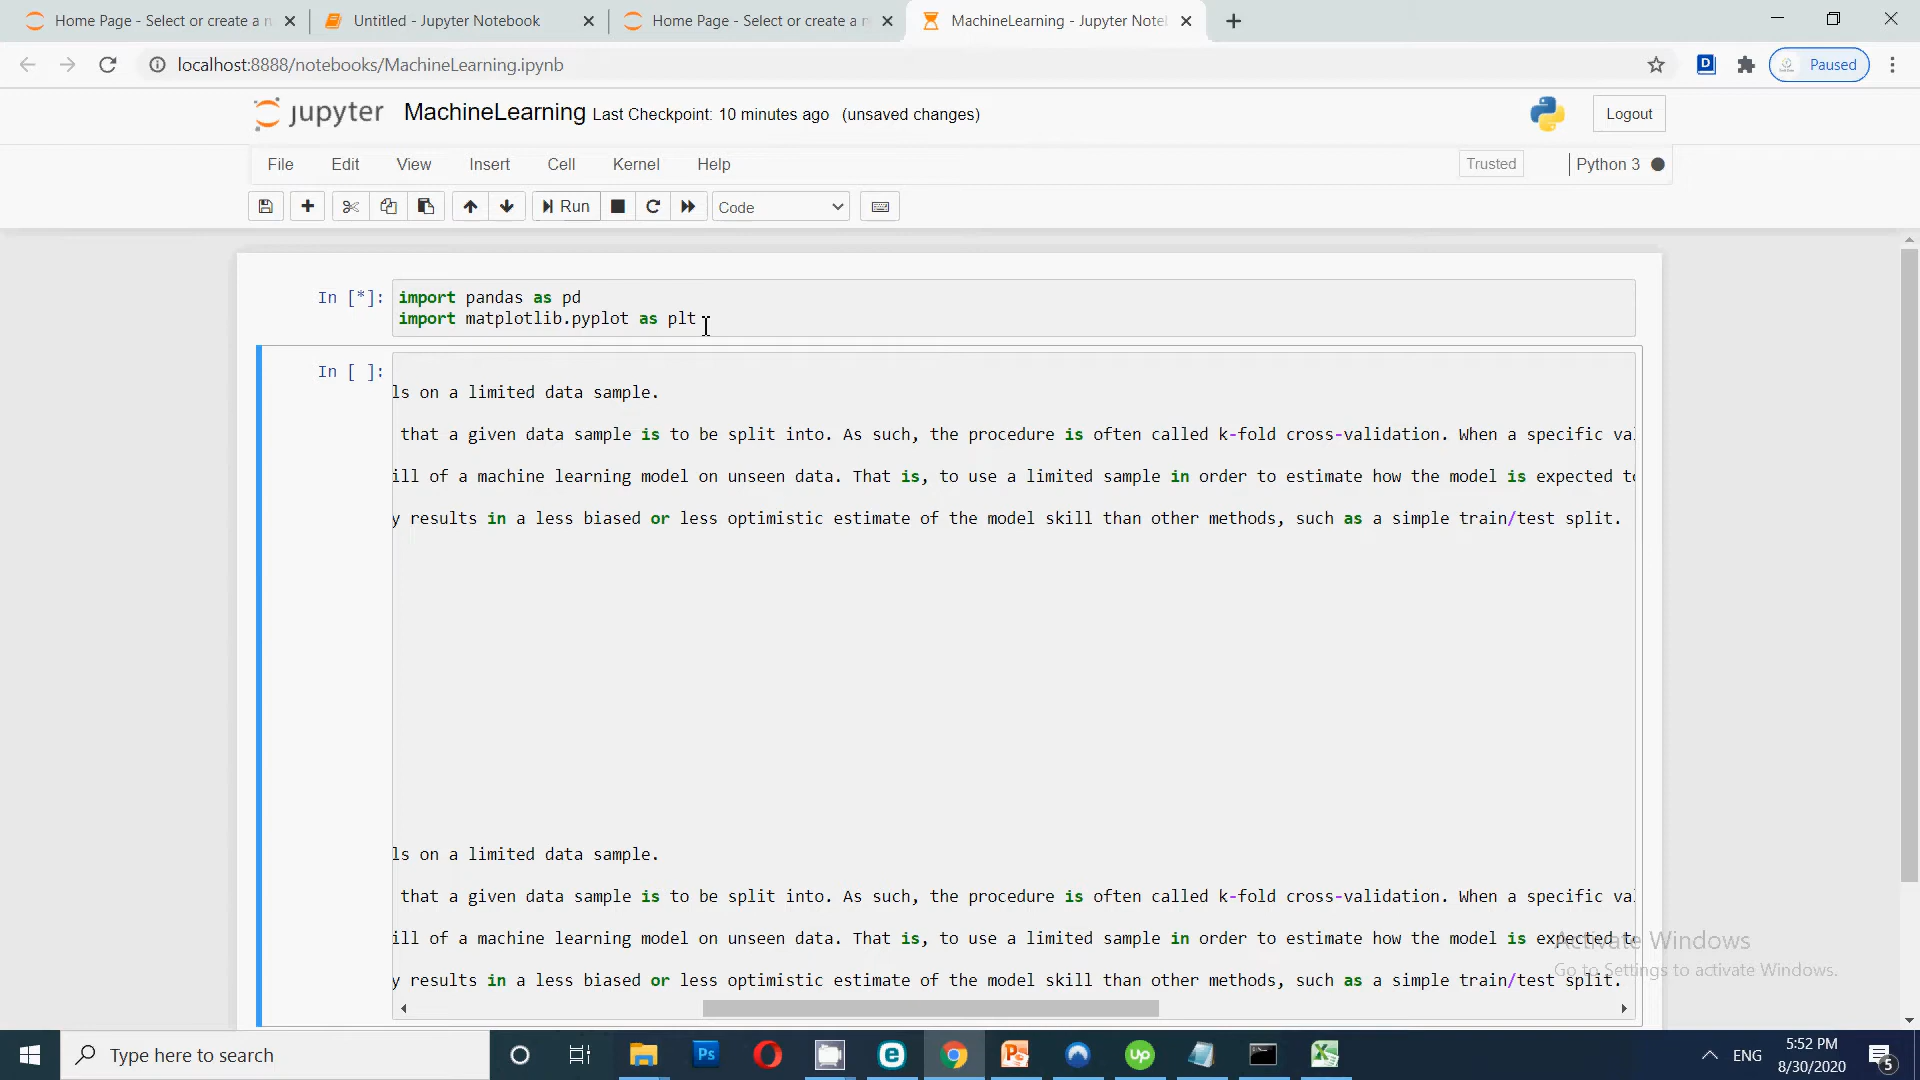 Home Page - Select or create a n
Untitled - Jupyter Notebook
Home Page - Select or create a n
MachineLearning - Jupyter Note
localhost:8888/notebooks/MachineLearning.ipynb
D
Paused
jupyter
MachineLearning Last Checkpoint: 10 minutes ago (unsaved changes)
Logout
File Edit View Insert Cell Kernel Help
Trusted
Python 3
Run
Code
In [*]:
import pandas as pd
import matplotlib.pyplot as plt
In [ ]:
ls on a limited data sample.
that a given data sample is to be split into. As such, the procedure is often called k-fold cross-validation. When a specific val
ill of a machine learning model on unseen data. That is, to use a limited sample in order to estimate how the model is expected to
y results in a less biased or less optimistic estimate of the model skill than other methods, such as a simple train/test split.
ls on a limited data sample.
that a given data sample is to be split into. As such, the procedure is often called k-fold cross-validation. When a specific val
ill of a machine learning model on unseen data. That is, to use a limited sample in order to estimate how the model is expected to
y results in a less biased or less optimistic estimate of the model skill than other methods, such as a simple train/test split.
Activate Windows
Go to Settings to activate Windows.
Type here to search
Ps
up
ENG
5:52 PM
8/30/2020
5